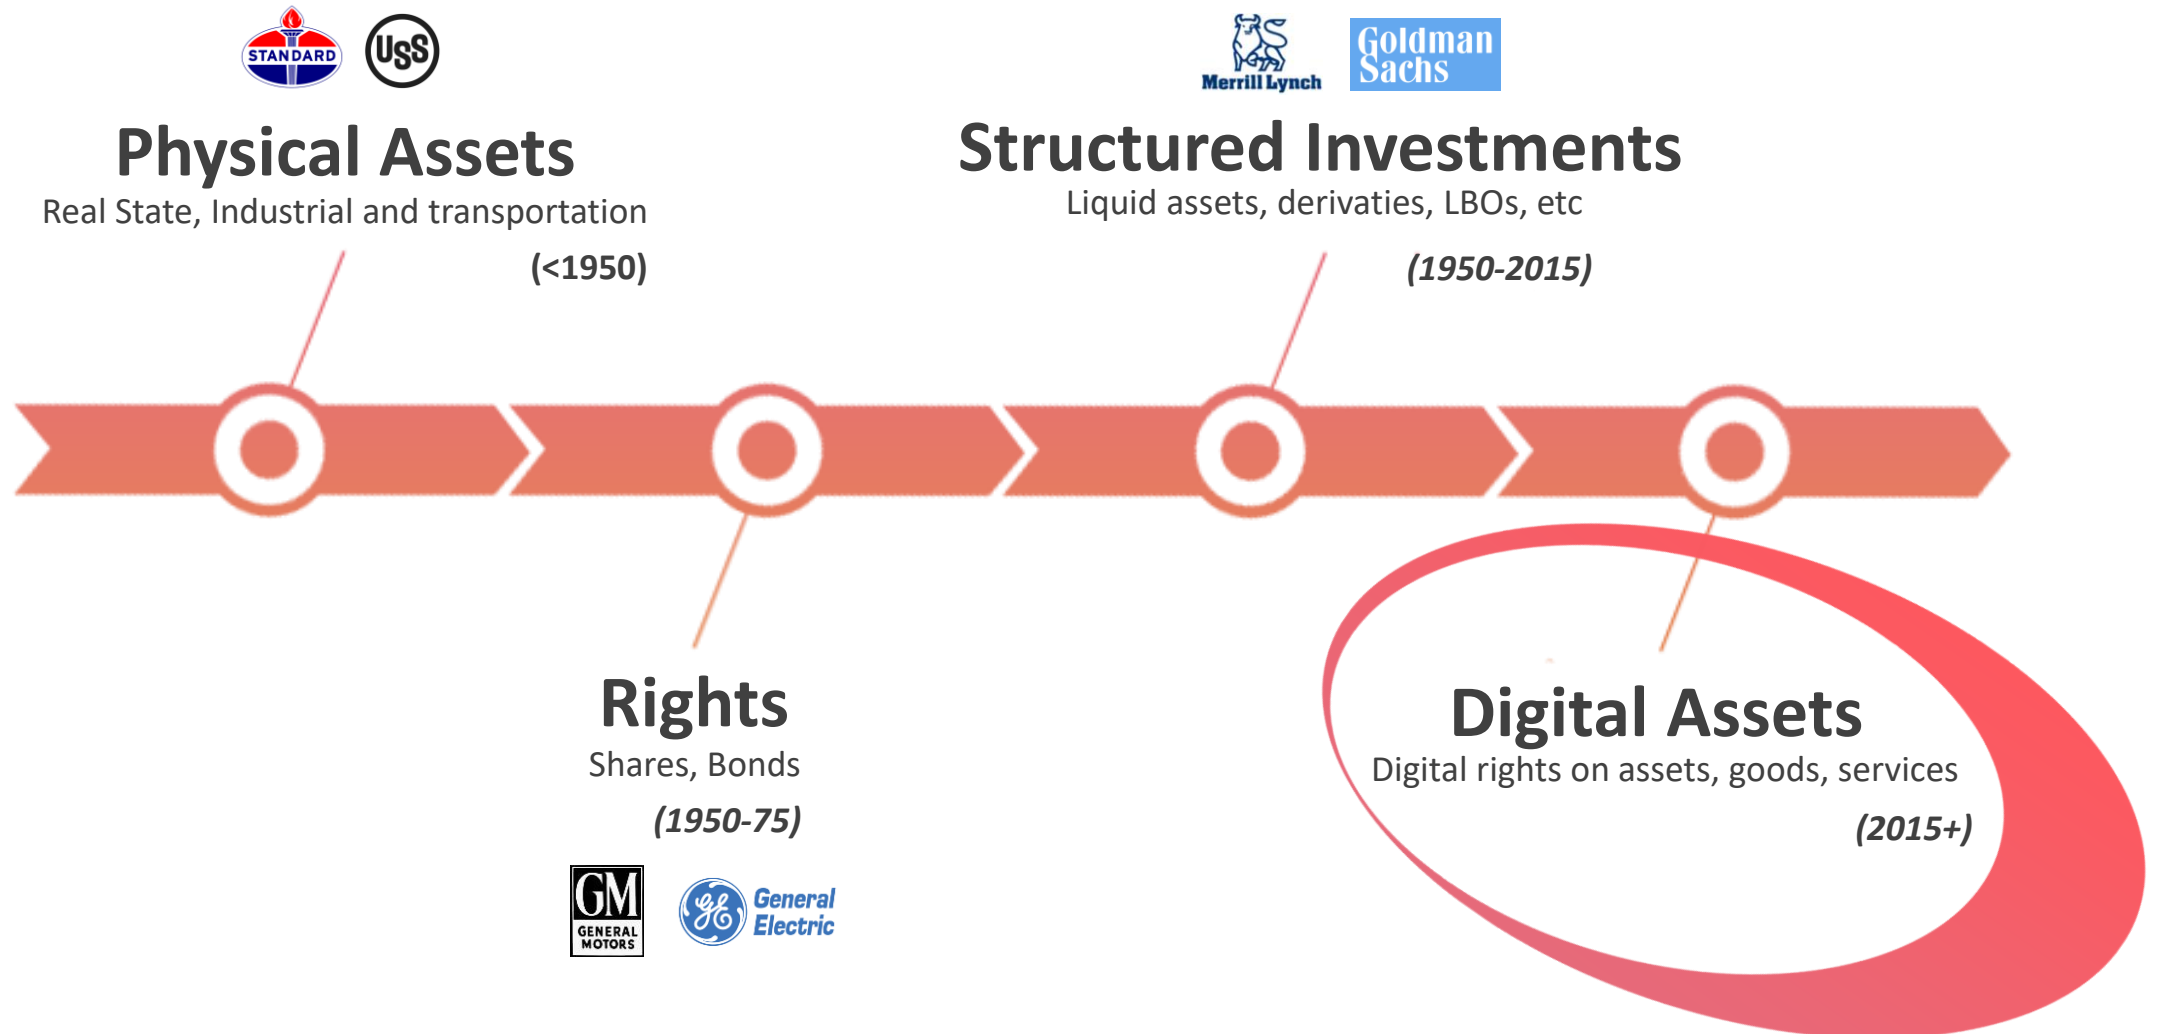 STANDARD
USS
Physical Assets
Real State, Industrial and transportation
(<1950)
Merrill Lynch
Goldman
Sachs
Structured Investments
Liquid assets, derivaties, LBOs, etc
(1950-2015)
Rights
Shares, Bonds
(1950-75)
GM
GENERAL
MOTORS
GE
General
Electric
Digital Assets
Digital rights on assets, goods, services
(2015+)